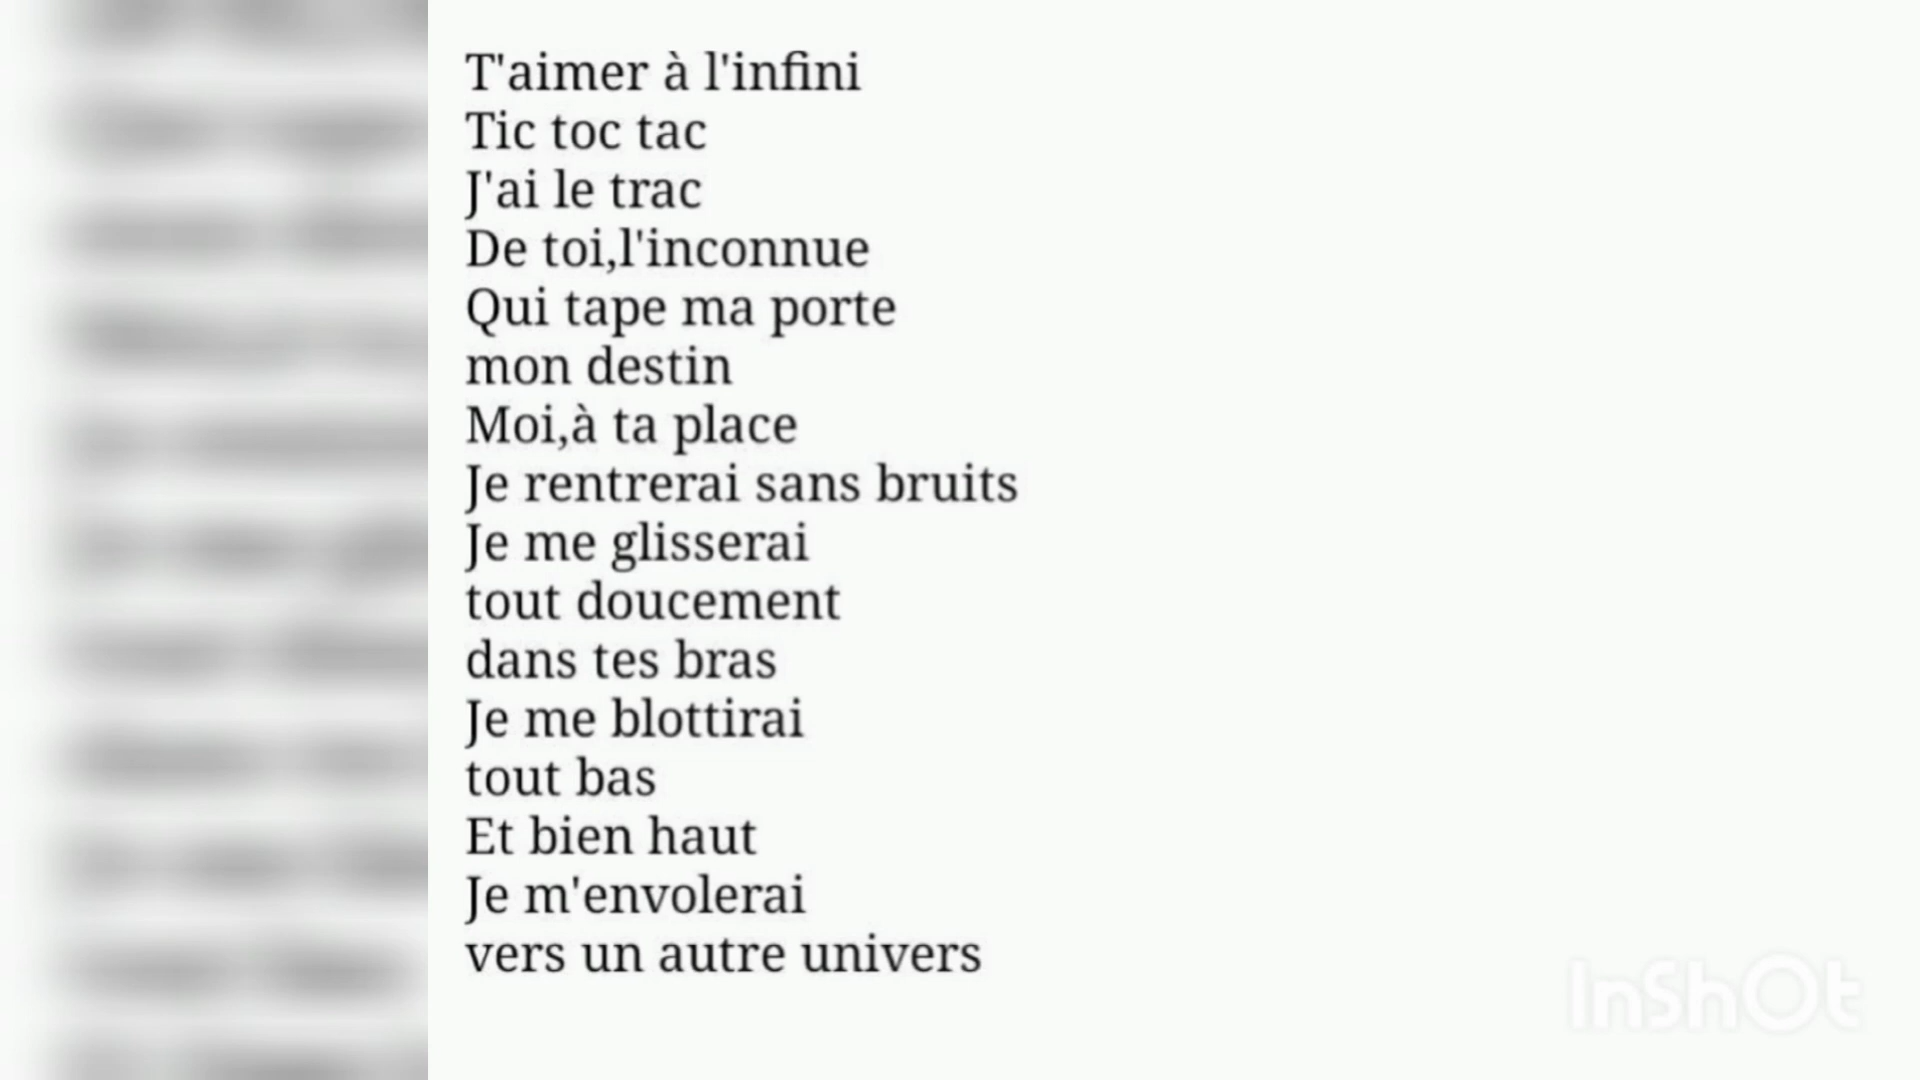 T'aimer à l'infini
Tic toc tac
J'ai le trac
De toi,l'inconnue
Qui tape ma porte
mon destin
Moi,à ta place
Je rentrerai sans bruits
Je me glisserai
tout doucement
dans tes bras
Je me blottirai
tout bas
Et bien haut
Je m'envolerai
vers un autre univers
InShOt